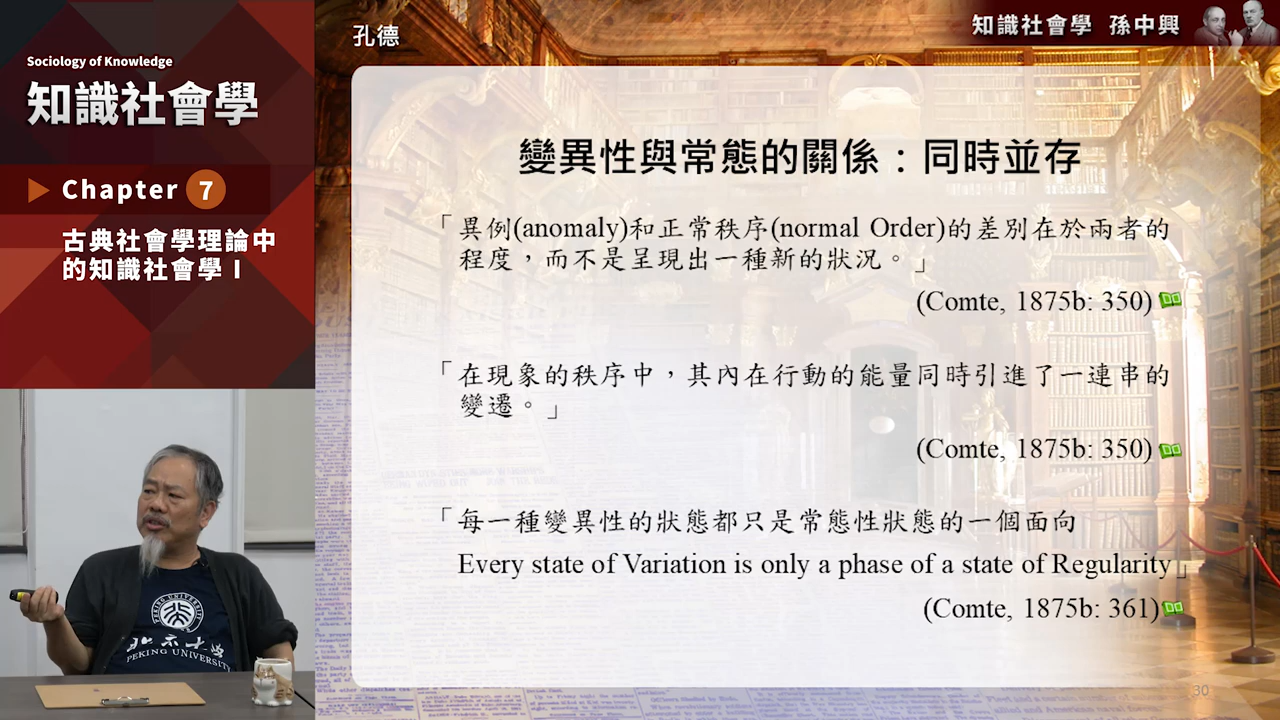 Sociology of Knowledge
知識社會學
Chapter 7
古典社會學理論中
的知識社會學 I
孔德
知識社會學 孫中興
變異性與常態的關係：同時並存
「異例(anomaly)和正常秩序(normal Order)的差別在於兩者的
程度，而不是呈現出一種新的狀況。」
(Comte, 1875b: 350)
「在現象的秩序中，其內在行動的能量同時引進了一連串的
變遷。」
(Comte, 1875b: 350)
「每一種變異性的狀態都只是常態性狀態的一個面向
Every state of Variation is only a phase of a state of Regularity」
(Comte, 1875b: 361)
30
PEKING UNIVERSITY
北京大学
PEKING UNIVERSITY